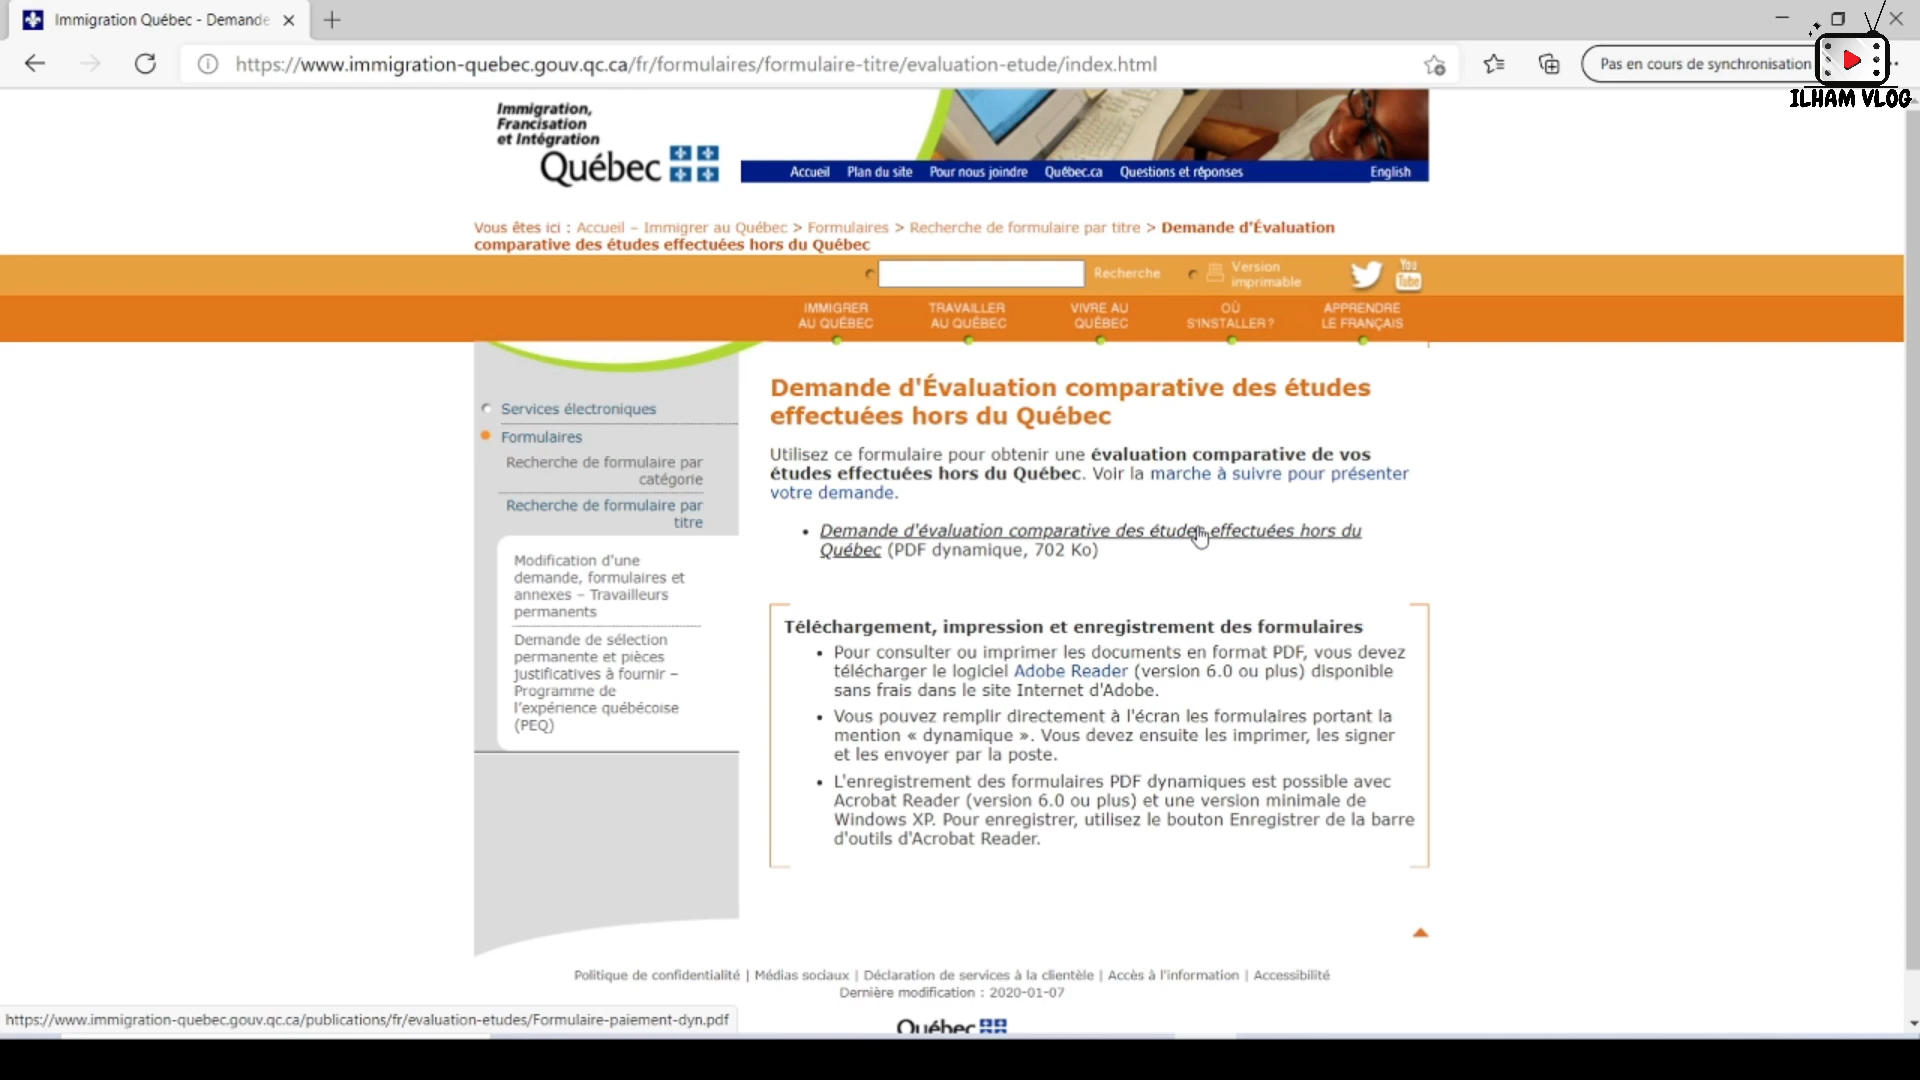 Immigration Québec - Demande
https://www.immigration-quebec.gouv.qc.ca/fr/formulaires/formulaire-titre/evaluation-etude/index.html
Pas en cours de synchronisation
ILHAM VLOG
Immigration,
Francisation
et Intégration
Québec
Accueil Plan du site Pour nous joindre Québec.ca Questions et réponses English
Vous êtes ici : Accueil – Immigrer au Québec > Formulaires > Recherche de formulaire par titre > Demande d'Évaluation
comparative des études effectuées hors du Québec
Recherche
Version
imprimable
You
Tube
IMMIGRER
AU QUÉBEC
TRAVAILLER
AU QUÉBEC
VIVRE AU
QUÉBEC
OÙ
S'INSTALLER ?
APPRENDRE
LE FRANÇAIS
Services électroniques
Formulaires
Recherche de formulaire par
catégorie
Recherche de formulaire par
titre
Modification d'une
demande, formulaires et
annexes – Travailleurs
permanents
Demande de sélection
permanente et pièces
justificatives à fournir –
Programme de
l'expérience québécoise
(PEQ)
Demande d'Évaluation comparative des études
effectuées hors du Québec
Utilisez ce formulaire pour obtenir une évaluation comparative de vos
études effectuées hors du Québec. Voir la marche à suivre pour présenter
votre demande.
• Demande d'évaluation comparative des études effectuées hors du
Québec (PDF dynamique, 702 Ko)
Téléchargement, impression et enregistrement des formulaires
• Pour consulter ou imprimer les documents en format PDF, vous devez
télécharger le logiciel Adobe Reader (version 6.0 ou plus) disponible
sans frais dans le site Internet d'Adobe.
• Vous pouvez remplir directement à l'écran les formulaires portant la
mention « dynamique ». Vous devez ensuite les imprimer, les signer
et les envoyer par la poste.
• L'enregistrement des formulaires PDF dynamiques est possible avec
Acrobat Reader (version 6.0 ou plus) et une version minimale de
Windows XP. Pour enregistrer, utilisez le bouton Enregistrer de la barre
d'outils d'Acrobat Reader.
Politique de confidentialité | Médias sociaux | Déclaration de services à la clientèle | Accès à l'information | Accessibilité
Dernière modification : 2020-01-07
https://www.immigration-quebec.gouv.qc.ca/publications/fr/evaluation-etudes/Formulaire-paiement-dyn.pdf
Québec